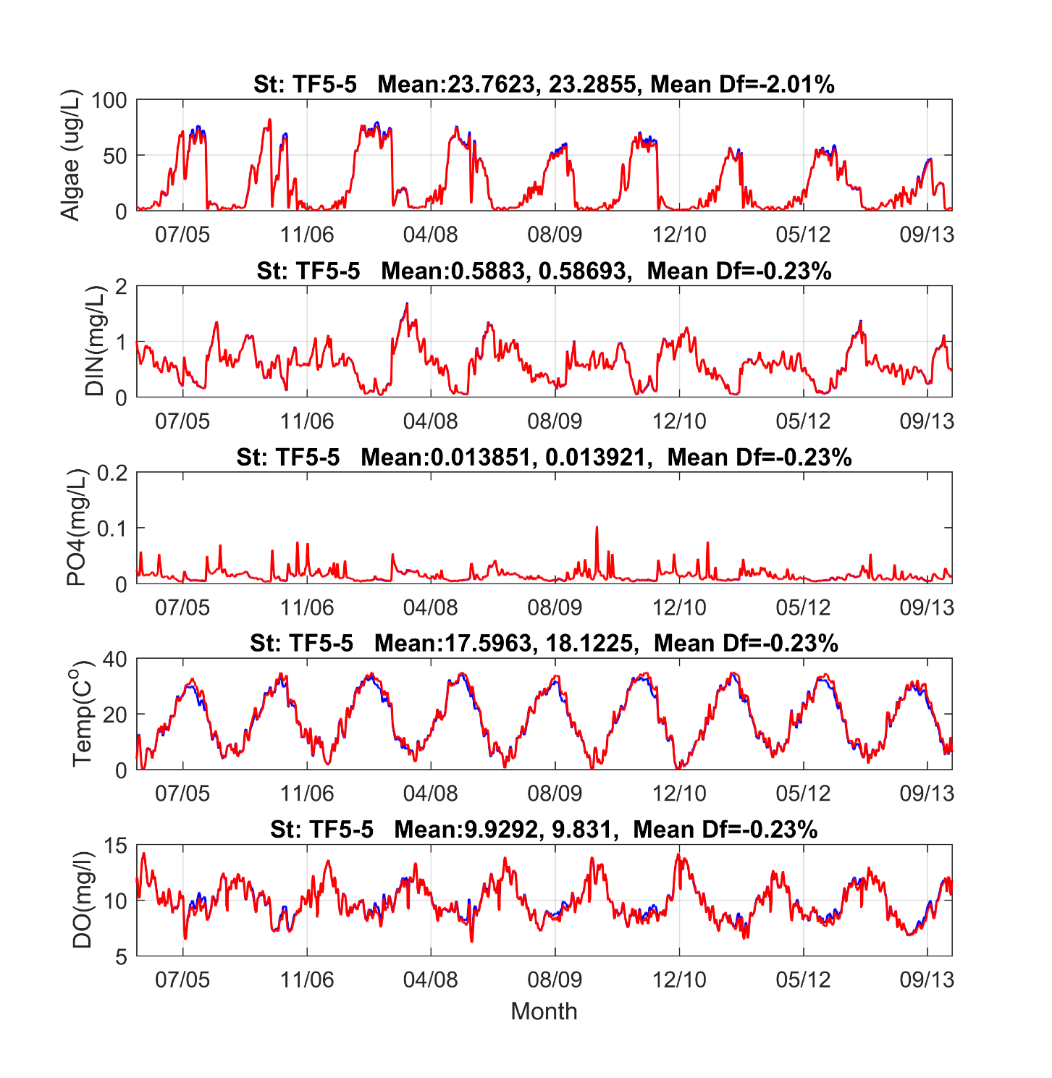 St: TF5-5 Mean:23.7623, 23.2855, Mean Df=-2.01%
Algae (ug/L)
100
50
0
07/05 11/06 04/08 08/09 12/10 05/12 09/13
St: TF5-5 Mean:0.5883, 0.58693, Mean Df=-0.23%
DIN(mg/L)
2
1
0
07/05 11/06 04/08 08/09 12/10 05/12 09/13
St: TF5-5 Mean:0.013851, 0.013921, Mean Df=-0.23%
PO4(mg/L)
0.2
0.1
0
07/05 11/06 04/08 08/09 12/10 05/12 09/13
St: TF5-5 Mean:17.5963, 18.1225, Mean Df=-0.23%
Temp(C°)
40
20
0
07/05 11/06 04/08 08/09 12/10 05/12 09/13
St: TF5-5 Mean:9.9292, 9.831, Mean Df=-0.23%
DO(mg/l)
15
10
5
07/05 11/06 04/08 08/09 12/10 05/12 09/13
Month